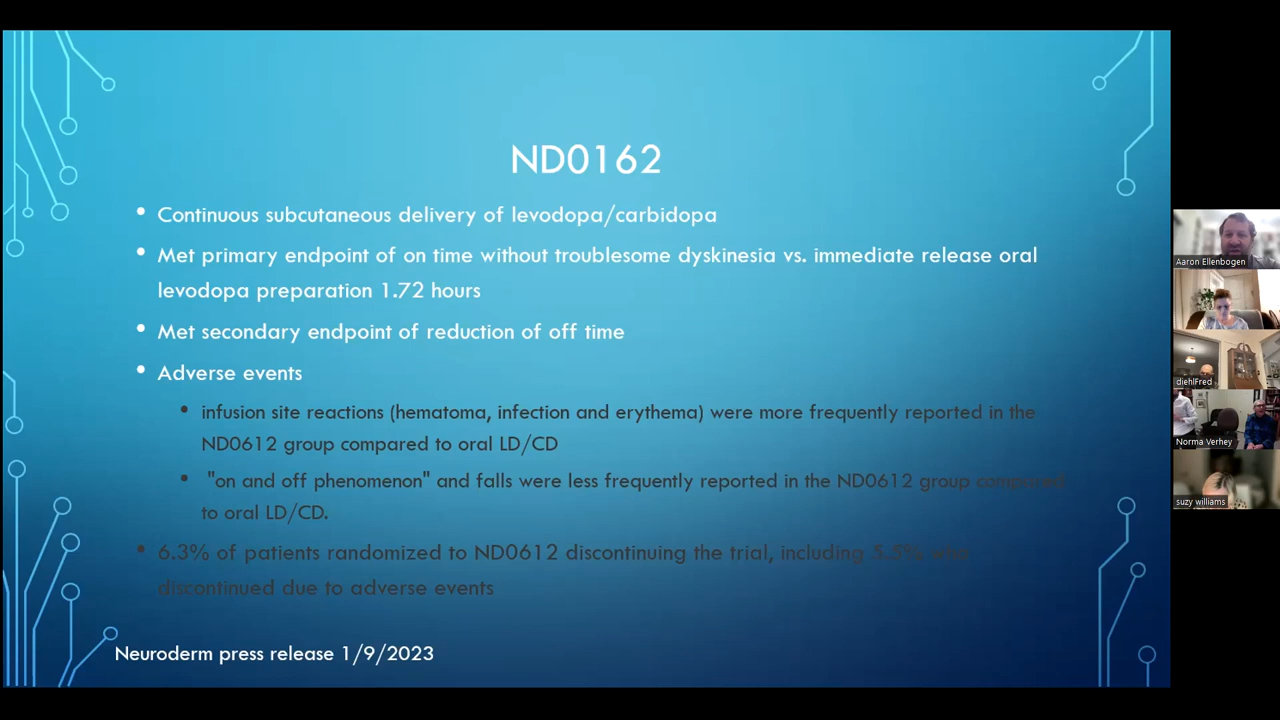 ND0162
• Continuous subcutaneous delivery of levodopa/carbidopa
• Met primary endpoint of on time without troublesome dyskinesia vs. immediate release oral
levodopa preparation 1.72 hours
• Met secondary endpoint of reduction of off time
• Adverse events
• infusion site reactions (hematoma, infection and erythema) were more frequently reported in the
ND0612 group compared to oral LD/CD
• "on and off phenomenon" and falls were less frequently reported in the ND0612 group compared
to oral LD/CD.
• 6.3% of patients randomized to ND0612 discontinuing the trial, including 5.5% who
discontinued due to adverse events
Neuroderm press release 1/9/2023
Aaron Ellenbogen
diehlFred
Norma Verhey
suzy williams